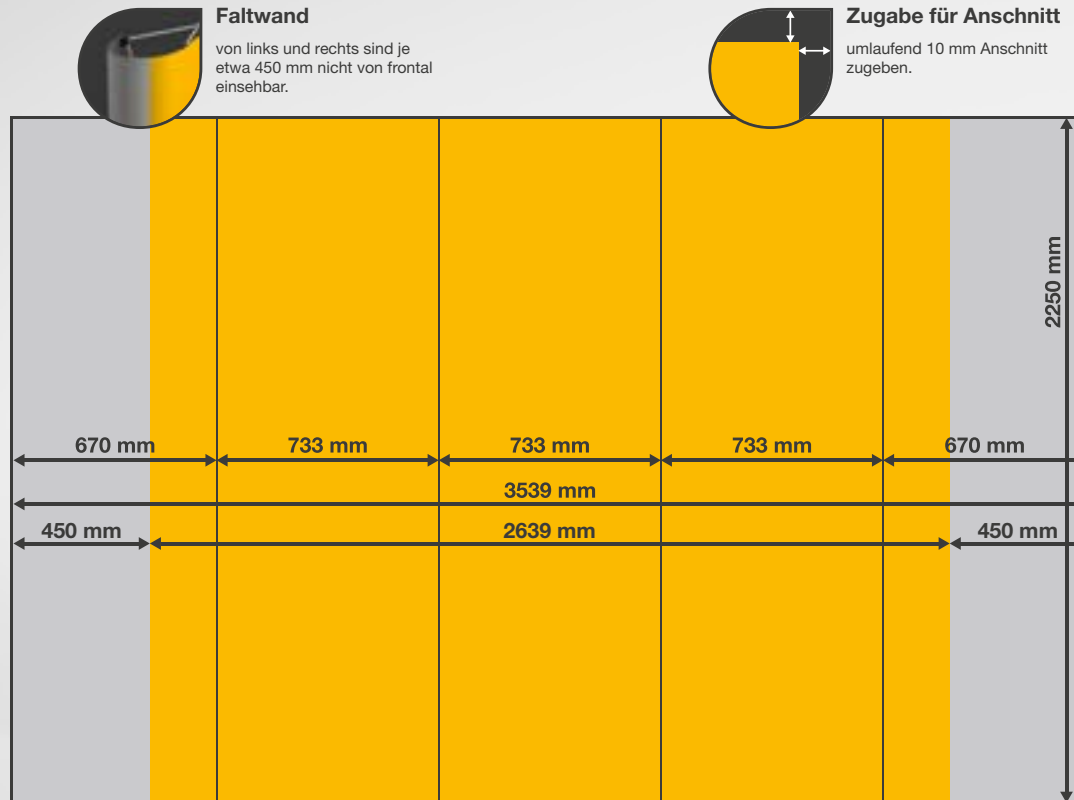 Faltwand
von links und rechts sind je
etwa 450 mm nicht von frontal
einsehbar.
Zugabe für Anschnitt
umlaufend 10 mm Anschnitt
zugeben.
2250 mm
670 mm
733 mm
733 mm
733 mm
670 mm
3539 mm
450 mm
2639 mm
450 mm